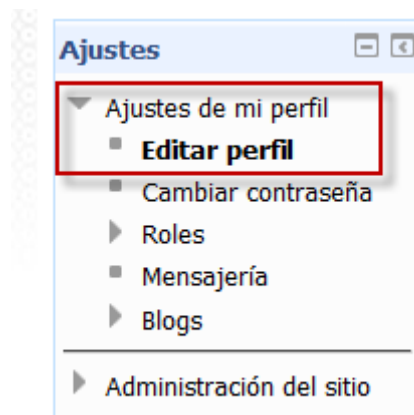 Ajustes
Ajustes de mi perfil
Editar perfil
Cambiar contraseña
Roles
Mensajería
Blogs
Administración del sitio